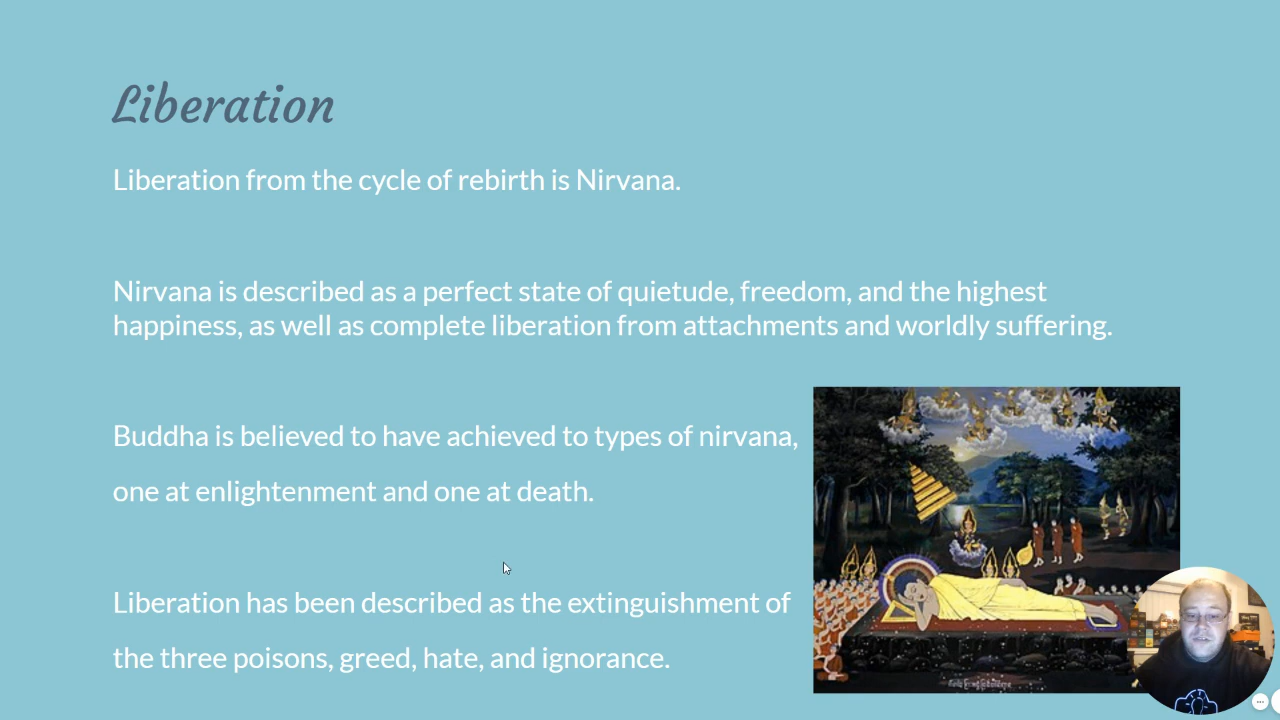 Liberation
Liberation from the cycle of rebirth is Nirvana.
Nirvana is described as a perfect state of quietude, freedom, and the highest
happiness, as well as complete liberation from attachments and worldly suffering.
Buddha is believed to have achieved to types of nirvana,
one at enlightenment and one at death.
Liberation has been described as the extinguishment of
the three poisons, greed, hate, and ignorance.